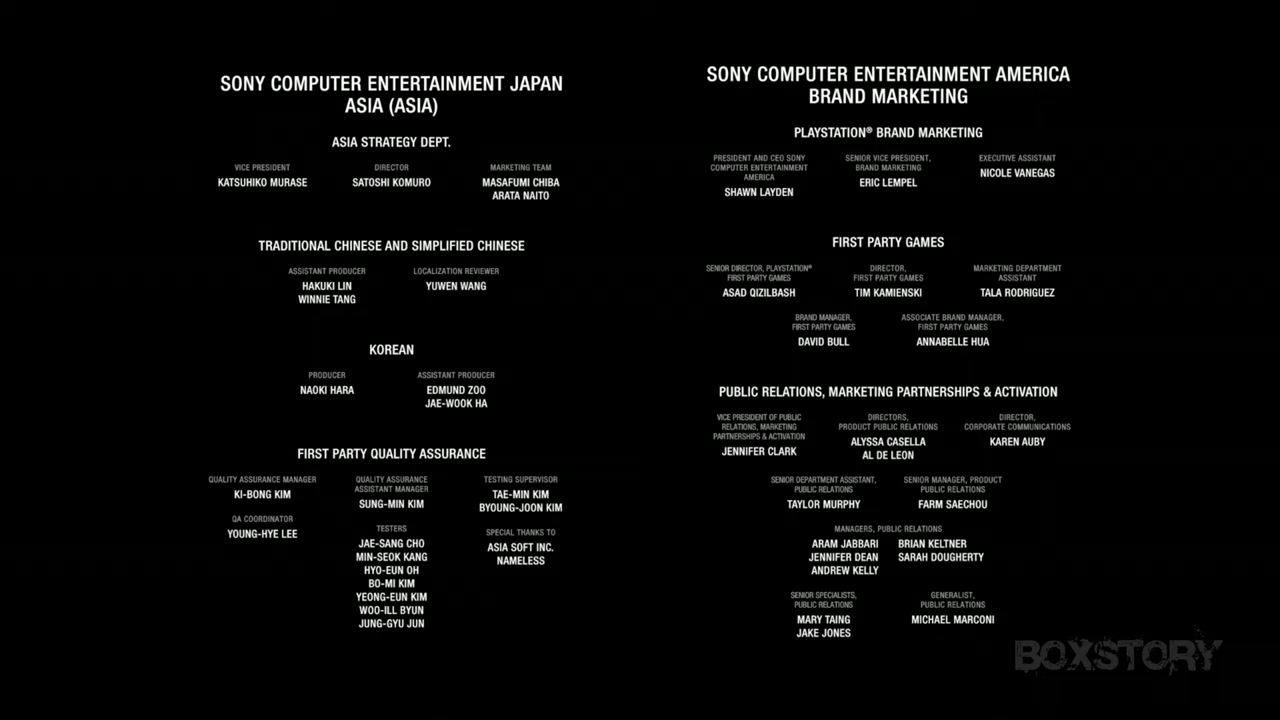 SONY COMPUTER ENTERTAINMENT JAPAN
ASIA (ASIA)
ASIA STRATEGY DEPT.
VICE PRESIDENT
KATSUHIKO MURASE
DIRECTOR
SATOSHI KOMURO
MARKETING TEAM
MASAFUMI CHIBA
ARATA NAITO
TRADITIONAL CHINESE AND SIMPLIFIED CHINESE
ASSISTANT PRODUCER
HAKUKI LIN
WINNIE TANG
LOCALIZATION REVIEWER
YUWEN WANG
KOREAN
PRODUCER
NAOKI HARA
ASSISTANT PRODUCER
EDMUND ZOO
JAE-WOOK HA
FIRST PARTY QUALITY ASSURANCE
QUALITY ASSURANCE MANAGER
KI-BONG KIM
QA COORDINATOR
YOUNG-HYE LEE
QUALITY ASSURANCE
ASSISTANT MANAGER
SUNG-MIN KIM
TESTERS
JAE-SANG CHO
MIN-SEOK KANG
HYO-EUN OH
BO-MI KIM
YEONG-EUN KIM
WOO-ILL BYUN
JUNG-GYU JUN
TESTING SUPERVISOR
TAE-MIN KIM
BYOUNG-JOON KIM
SPECIAL THANKS TO
ASIA SOFT INC.
NAMELESS
SONY COMPUTER ENTERTAINMENT AMERICA
BRAND MARKETING
PLAYSTATION® BRAND MARKETING
PRESIDENT AND CEO SONY
COMPUTER ENTERTAINMENT
AMERICA
SHAWN LAYDEN
SENIOR VICE PRESIDENT,
BRAND MARKETING
ERIC LEMPEL
EXECUTIVE ASSISTANT
NICOLE VANEGAS
FIRST PARTY GAMES
SENIOR DIRECTOR, PLAYSTATION®
FIRST PARTY GAMES
ASAD QIZILBASH
DIRECTOR,
FIRST PARTY GAMES
TIM KAMIENSKI
MARKETING DEPARTMENT
ASSISTANT
TALA RODRIGUEZ
BRAND MANAGER,
FIRST PARTY GAMES
DAVID BULL
ASSOCIATE BRAND MANAGER,
FIRST PARTY GAMES
ANNABELLE HUA
PUBLIC RELATIONS, MARKETING PARTNERSHIPS & ACTIVATION
VICE PRESIDENT OF PUBLIC
RELATIONS, MARKETING
PARTNERSHIPS & ACTIVATION
JENNIFER CLARK
DIRECTORS,
PRODUCT PUBLIC RELATIONS
ALYSSA CASELLA
AL DE LEON
DIRECTOR,
CORPORATE COMMUNICATIONS
KAREN AUBY
SENIOR DEPARTMENT ASSISTANT,
PUBLIC RELATIONS
TAYLOR MURPHY
SENIOR MANAGER, PRODUCT
PUBLIC RELATIONS
FARM SAECHOU
MANAGERS, PUBLIC RELATIONS
ARAM JABBARI
JENNIFER DEAN
ANDREW KELLY
BRIAN KELTNER
SARAH DOUGHERTY
SENIOR SPECIALISTS,
PUBLIC RELATIONS
MARY TAING
JAKE JONES
GENERALIST,
PUBLIC RELATIONS
MICHAEL MARCONI
BOXSTORY